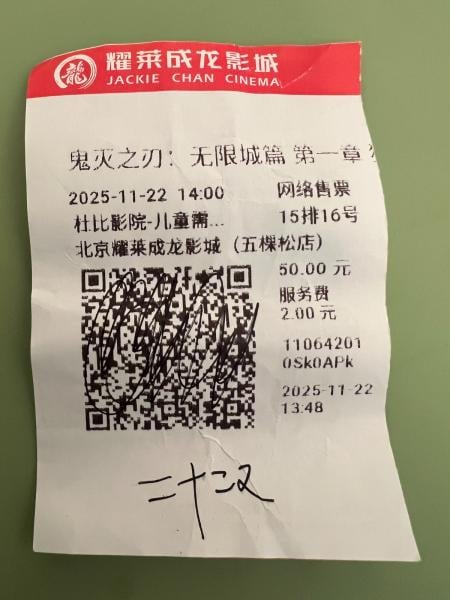 龍 耀莱成龙影城
JACKIE CHAN CINEMA
鬼灭之刃：无限城篇 第一章
2025-11-22 14:00 网络售票
杜比影院-儿童需... 15排16号
北京耀莱成龙影城（五棵松店）
50.00 元
服务费
2.00 元
11064201
0Sk0APk
2025-11-22
13:48
二十二又